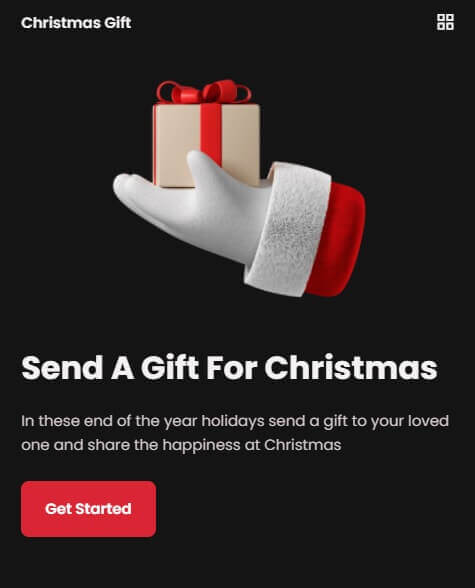 Christmas Gift
Send A Gift For Christmas
In these end of the year holidays send a gift to your loved
one and share the happiness at Christmas
Get Started